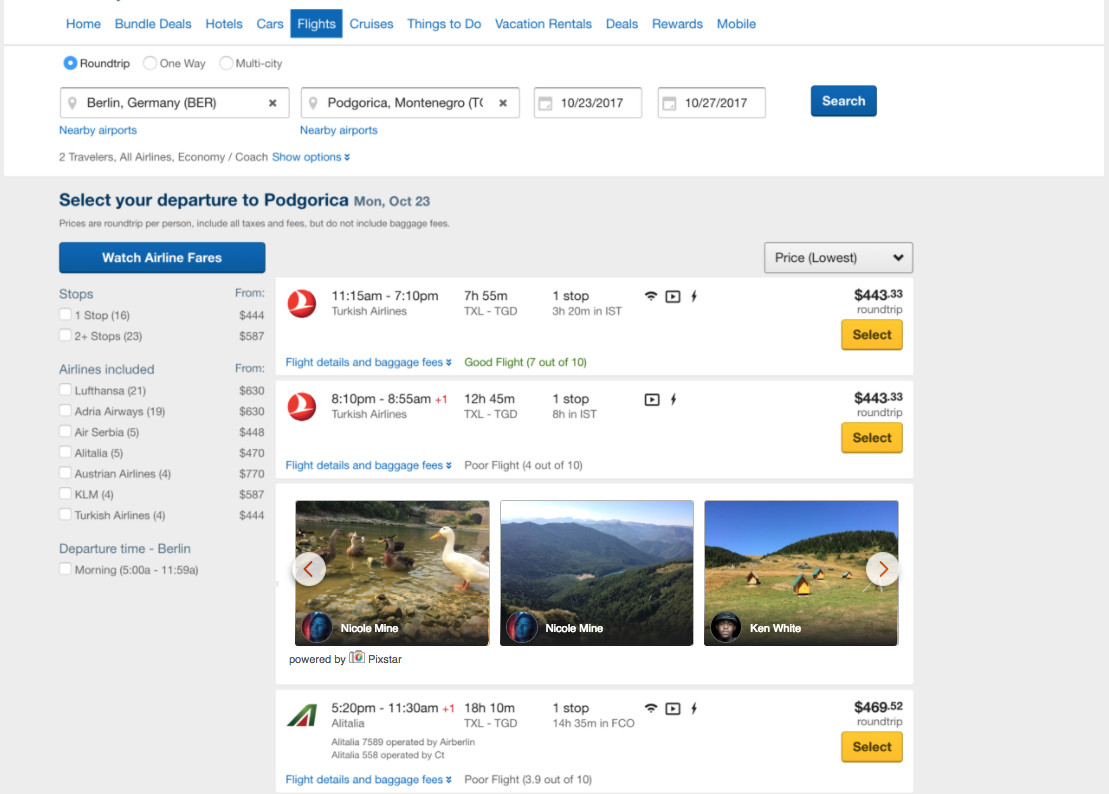 Home Bundle Deals Hotels Cars Flights Cruises Things to Do Vacation Rentals Deals Rewards Mobile
Roundtrip One Way Multi-city
Berlin, Germany (BER) × Podgorica, Montenegro (TG × 10/23/2017 10/27/2017 Search
Nearby airports Nearby airports
2 Travelers, All Airlines, Economy / Coach Show options
Select your departure to Podgorica Mon, Oct 23
Prices are roundtrip per person, include all taxes and fees, but do not include baggage fees.
Watch Airline Fares
Price (Lowest)
Stops From:
1 Stop (16) $444
2+ Stops (23) $587
Airlines included From:
Lufthansa (21) $630
Adria Airways (19) $630
Air Serbia (5) $448
Alitalia (5) $470
Austrian Airlines (4) $770
KLM (4) $587
Turkish Airlines (4) $444
Departure time - Berlin
Morning (5:00a - 11:59a)
11:15am - 7:10pm 7h 55m 1 stop $443.33
Turkish Airlines TXL - TGD 3h 20m in IST roundtrip
Select
Flight details and baggage fees Good Flight (7 out of 10)
8:10pm - 8:55am +1 12h 45m 1 stop $443.33
Turkish Airlines TXL - TGD 8h in IST roundtrip
Select
Flight details and baggage fees Poor Flight (4 out of 10)
Nicole Mine Nicole Mine Ken White
powered by Pixstar
5:20pm - 11:30am +1 18h 10m 1 stop $469.52
Alitalia TXL - TGD 14h 35m in FCO roundtrip
Alitalia 7589 operated by Airberlin
Alitalia 558 operated by Ct
Select
Flight details and baggage fees Poor Flight (3.9 out of 10)